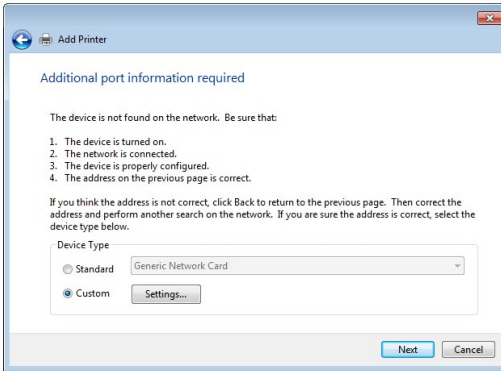 Add Printer
Additional port information required
The device is not found on the network. Be sure that:
1. The device is turned on.
2. The network is connected.
3. The device is properly configured.
4. The address on the previous page is correct.
If you think the address is not correct, click Back to return to the previous page. Then correct the
address and perform another search on the network. If you are sure the address is correct, select the
device type below.
Device Type
Standard Generic Network Card
Custom Settings...
Next Cancel